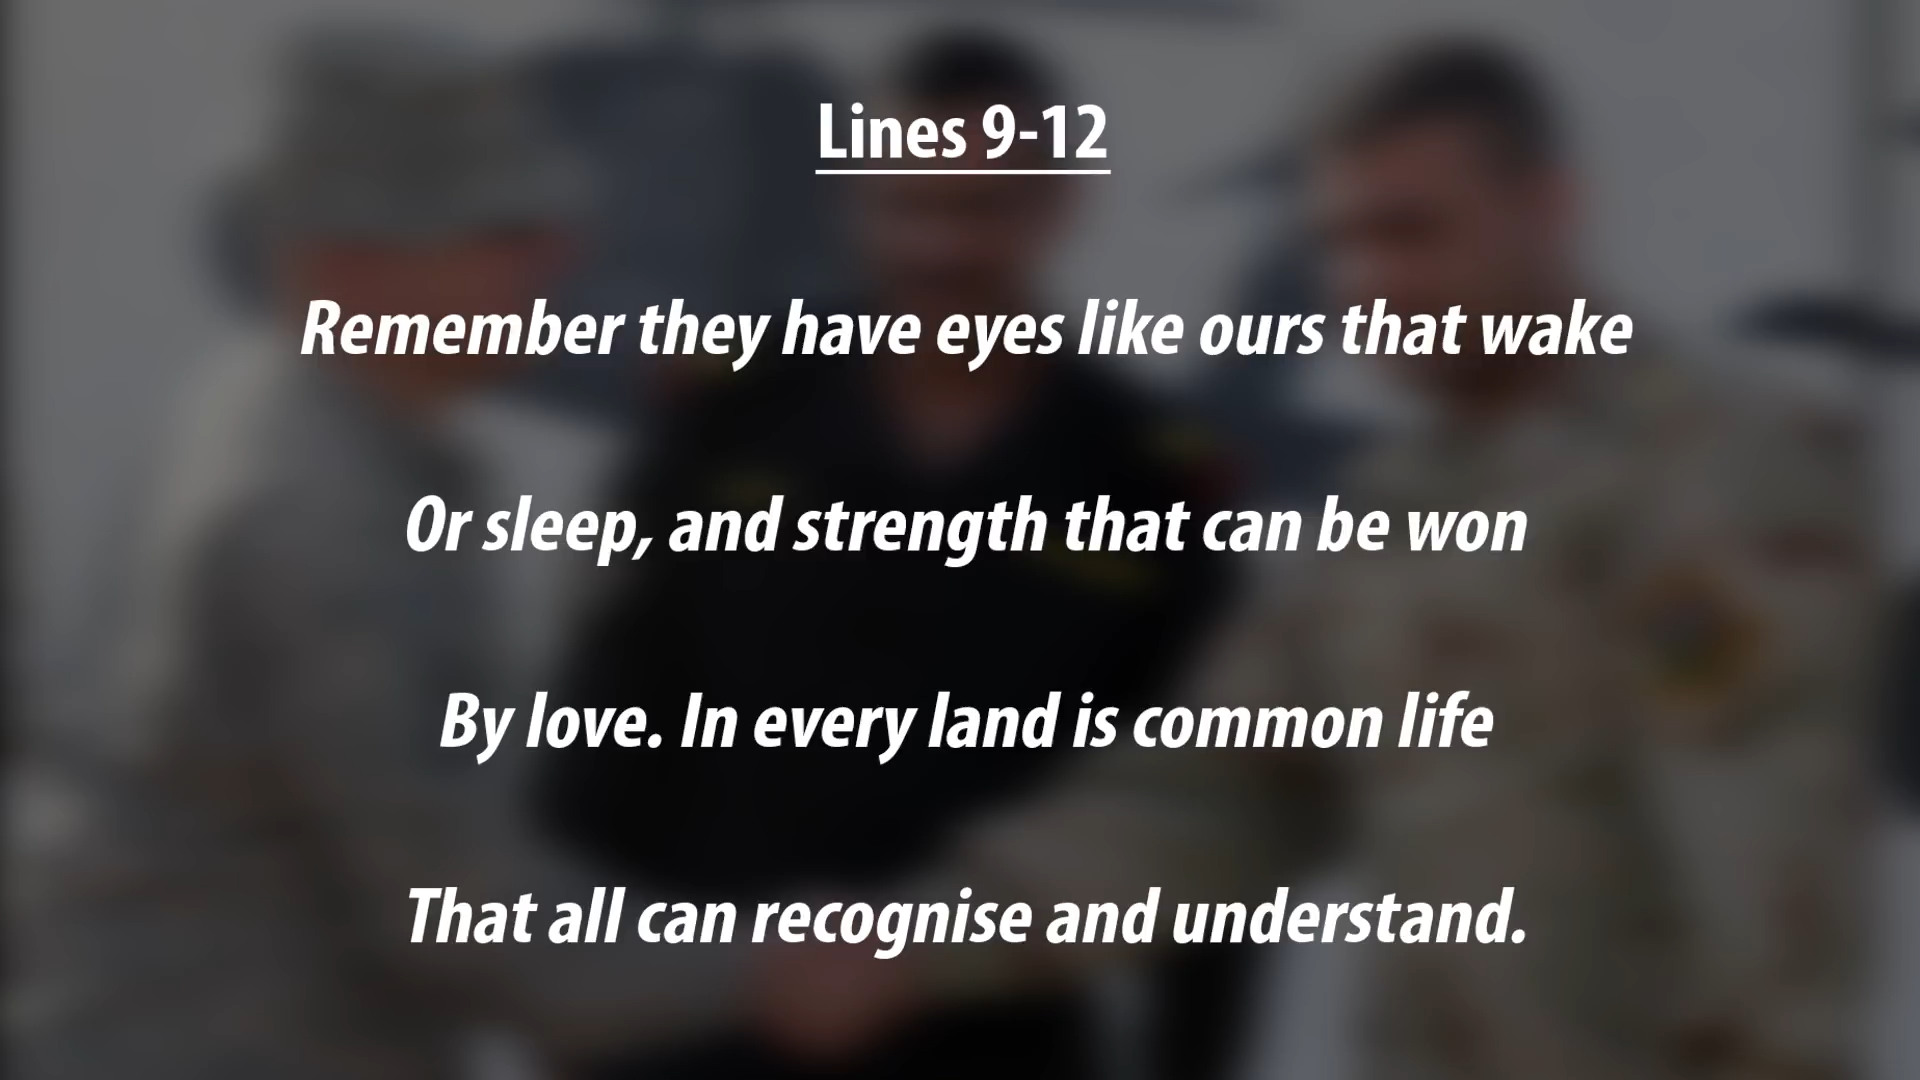 Lines 9-12
Remember they have eyes like ours that wake
Or sleep, and strength that can be won
By love. In every land is common life
That all can recognise and understand.